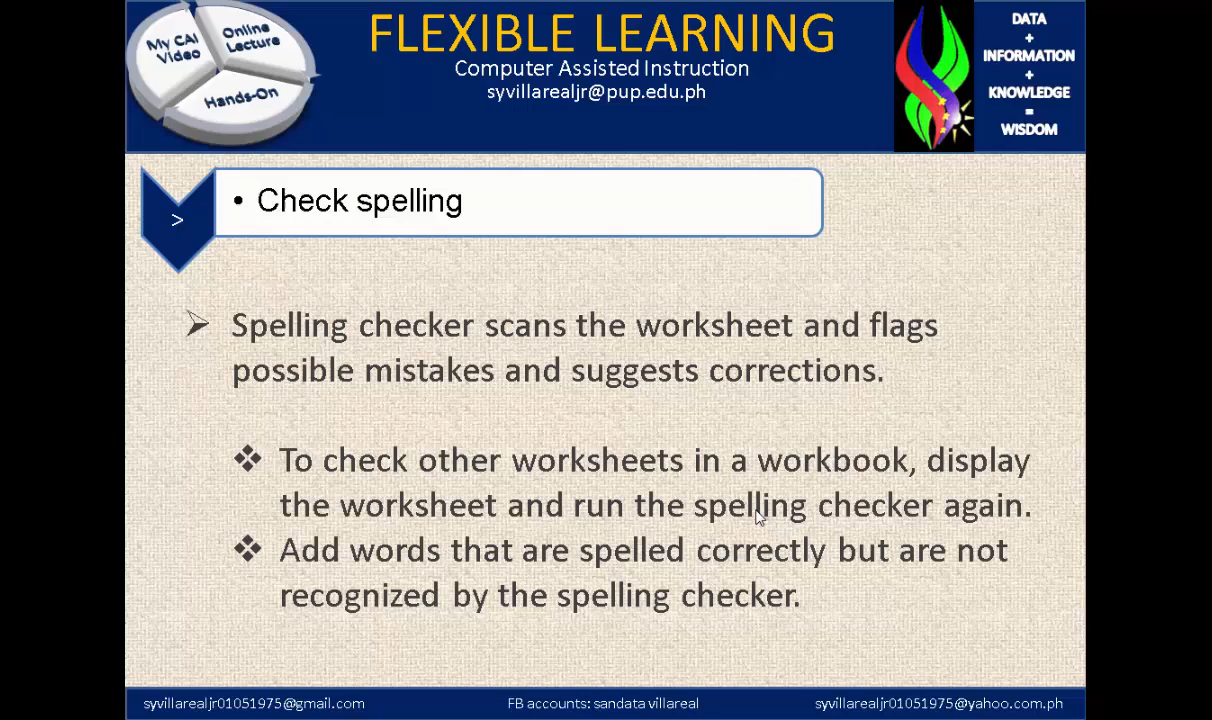 My CAI
Video
Online
Lecture
Hands-On
FLEXIBLE LEARNING
Computer Assisted Instruction
syvillarealjr@pup.edu.ph
DATA
+
INFORMATION
+
KNOWLEDGE
=
WISDOM
>
• Check spelling
➢ Spelling checker scans the worksheet and flags
possible mistakes and suggests corrections.
❖ To check other worksheets in a workbook, display
the worksheet and run the spelling checker again.
❖ Add words that are spelled correctly but are not
recognized by the spelling checker.
syvillarealjr01051975@gmail.com
FB accounts: sandata villareal
syvillarealjr01051975@yahoo.com.ph